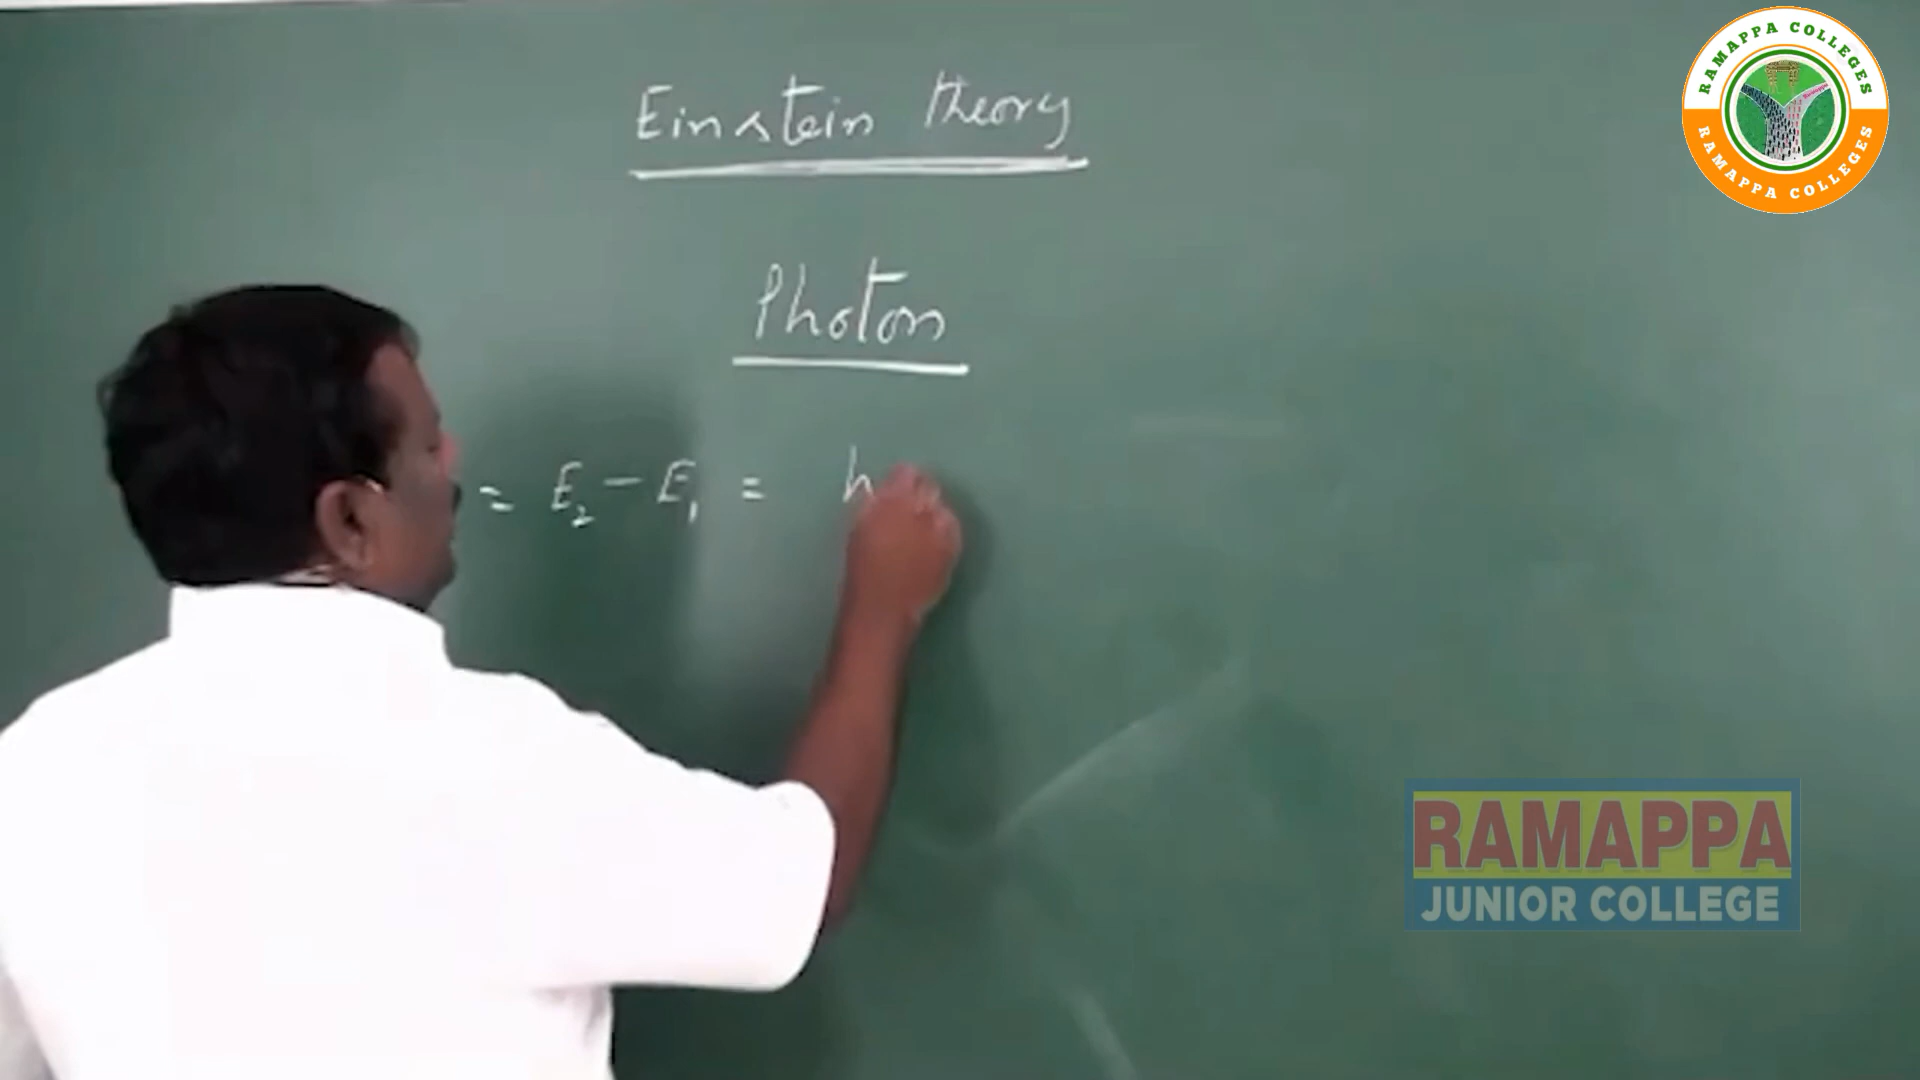 Einstein theory
Photon
= E₂ - E₁ = h
RAMAPPA COLLEGES
RAMAPPA COLLEGES
RAMAPPA
JUNIOR COLLEGE